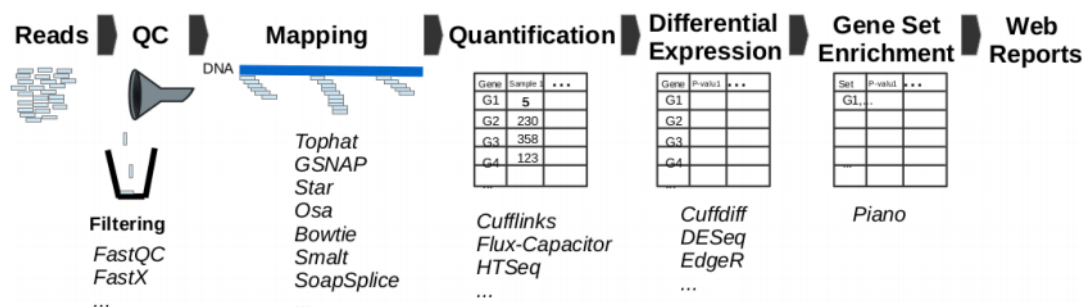 Reads
QC
Mapping
Quantification
Differential
Expression
Gene Set
Enrichment
Web
Reports
DNA
Filtering
FastQC
FastX
...
Tophat
GSNAP
Star
Osa
Bowtie
Smalt
SoapSplice
...
Gene Sample 1 ...
G1 5
G2 230
G3 358
G4 123
...
Cufflinks
Flux-Capacitor
HTSeq
...
Gene P-valu1 ...
G1
G2
G3
G4
...
Cuffdiff
DESeq
EdgeR
...
Set P-valu1 ...
G1,...
...
Piano